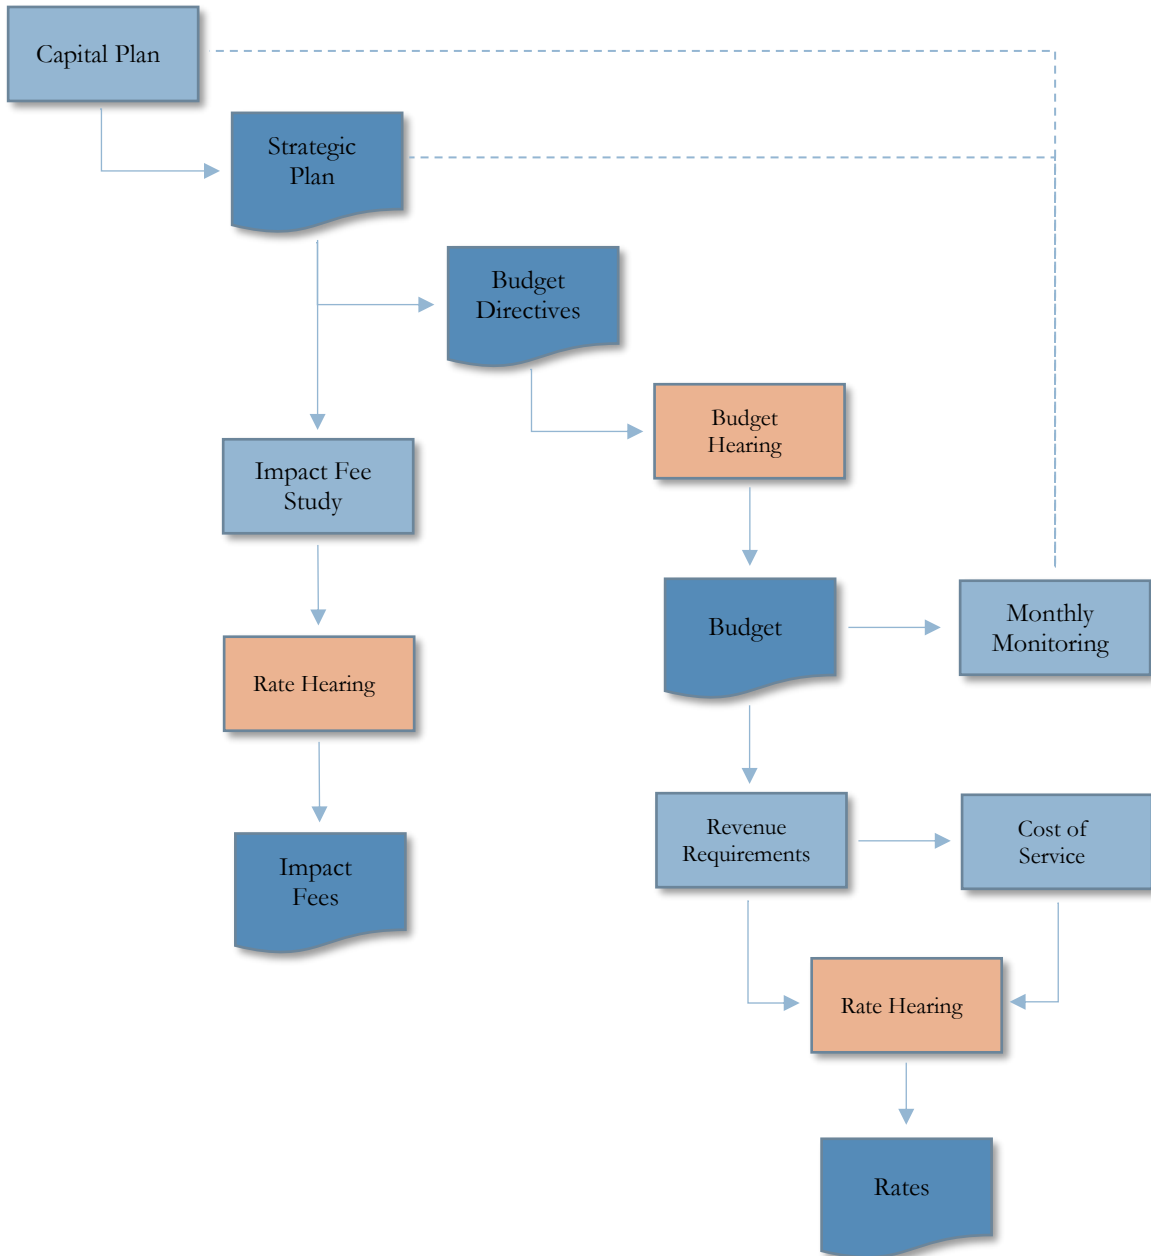 Capital Plan
Strategic
Plan
Budget
Directives
Budget
Hearing
Impact Fee
Study
Budget
Monthly
Monitoring
Rate Hearing
Revenue
Requirements
Cost of
Service
Impact
Fees
Rate Hearing
Rates